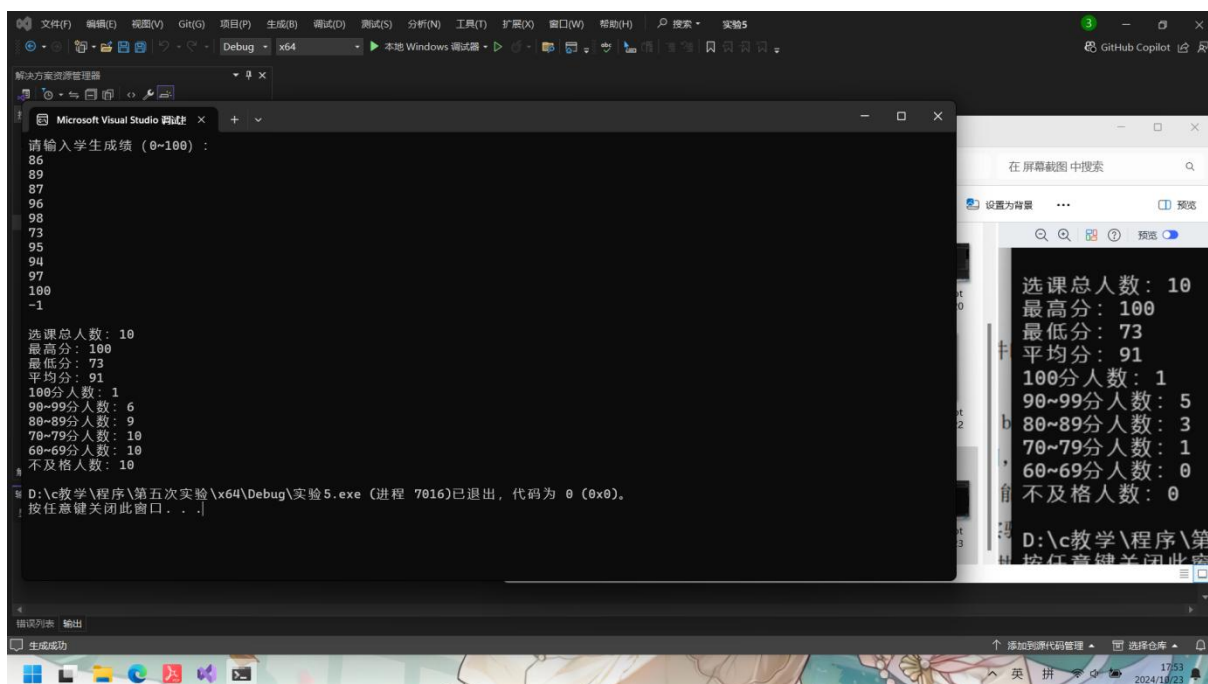 文件(F) 编辑(E) 视图(V) Git(G) 项目(P) 生成(B) 调试(D) 测试(S) 分析(N) 工具(T) 扩展(X) 窗口(W) 帮助(H) 搜索 实验5 3
Debug x64 本地 Windows 调试器 GitHub Copilot
解决方案资源管理器
Microsoft Visual Studio 调试
请输入学生成绩 (0~100) :
86
89
87
96
98
73
95
94
97
100
-1
选课总人数: 10
最高分: 100
最低分: 73
平均分: 91
100分人数: 1
90~99分人数: 6
80~89分人数: 9
70~79分人数: 10
60~69分人数: 10
不及格人数: 10
D:\c教学\程序\第五次实验\x64\Debug\实验5.exe (进程 7016)已退出, 代码为 0 (0x0)。
按任意键关闭此窗口. . .
在 屏幕截图 中搜索
设置为背景 ··· 预览
预览
选课总人数: 10
最高分: 100
最低分: 73
平均分: 91
100分人数: 1
90~99分人数: 5
80~89分人数: 3
70~79分人数: 1
60~69分人数: 0
不及格人数: 0
D:\c教学\程序\第
按任意键关闭此窗
错误列表 输出
生成成功 添加到源代码管理 选择仓库
英 拼 17:53
2024/10/23